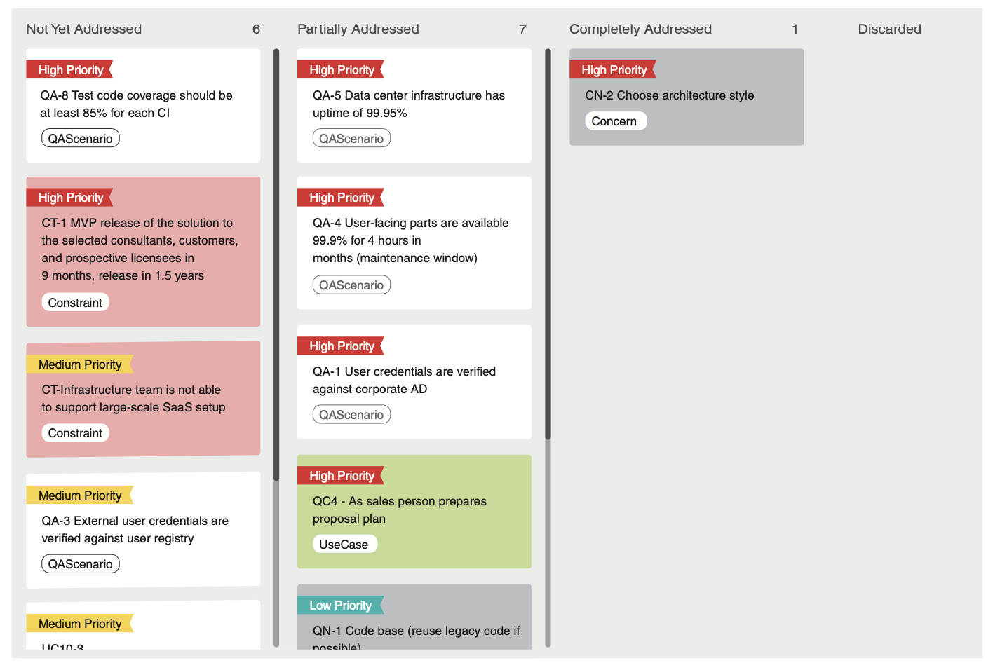 Not Yet Addressed 6
High Priority
QA-8 Test code coverage should be
at least 85% for each CI
QAScenario
High Priority
CT-1 MVP release of the solution to
the selected consultants, customers,
and prospective licensees in
9 months, release in 1.5 years
Constraint
Medium Priority
CT-Infrastructure team is not able
to support large-scale SaaS setup
Constraint
Medium Priority
QA-3 External user credentials are
verified against user registry
QAScenario
Medium Priority
UC10-3
Partially Addressed 7
High Priority
QA-5 Data center infrastructure has
uptime of 99.95%
QAScenario
High Priority
QA-4 User-facing parts are available
99.9% for 4 hours in
months (maintenance window)
QAScenario
High Priority
QA-1 User credentials are verified
against corporate AD
QAScenario
High Priority
QC4 - As sales person prepares
proposal plan
UseCase
Low Priority
QN-1 Code base (reuse legacy code if
possible)
Completely Addressed 1
High Priority
CN-2 Choose architecture style
Concern
Discarded